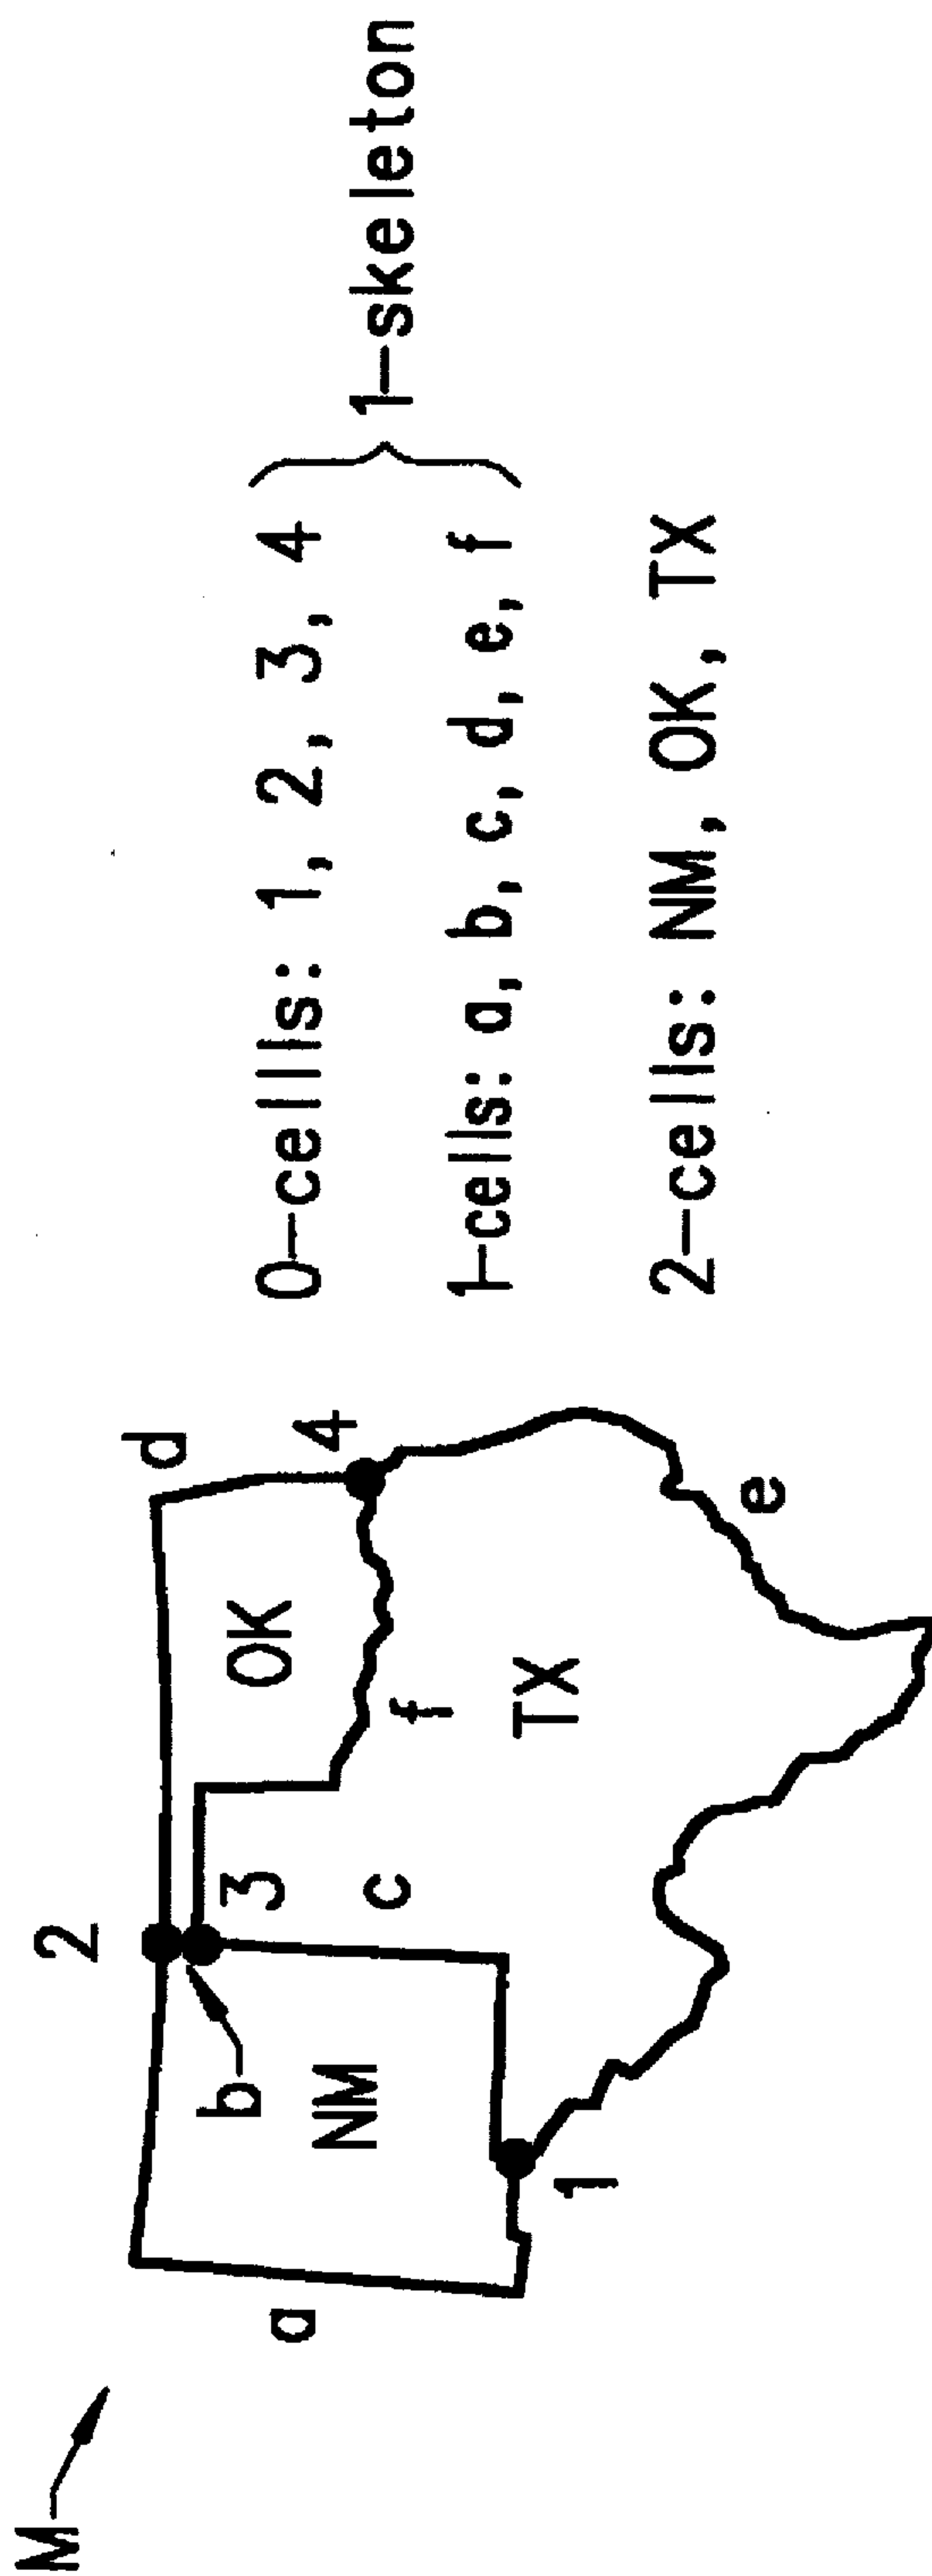 M
a
b
NM
1
2
3
c
OK
d
4
f
TX
e
0-cellls: 1, 2, 3, 4
1-cells: a, b, c, d, e, f
1-skeleton
2-cells: NM, OK, TX